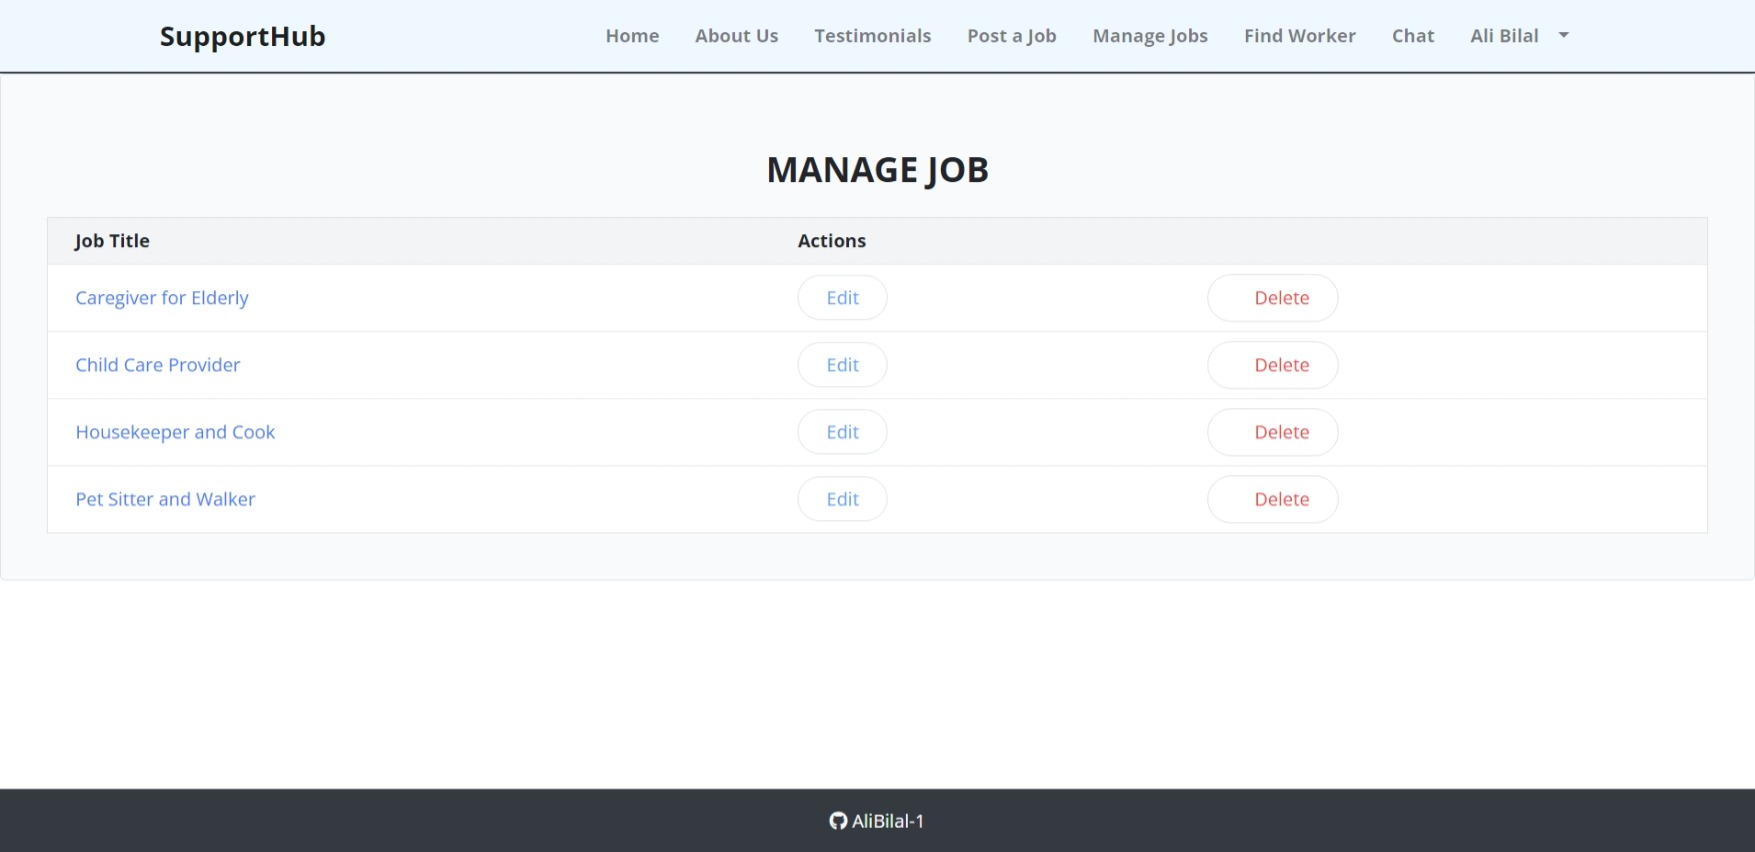 SupportHub Home About Us Testimonials Post a Job Manage Jobs Find Worker Chat Ali Bilal
MANAGE JOB
Job Title Actions
Caregiver for Elderly Edit Delete
Child Care Provider Edit Delete
Housekeeper and Cook Edit Delete
Pet Sitter and Walker Edit Delete
AliBilal-1